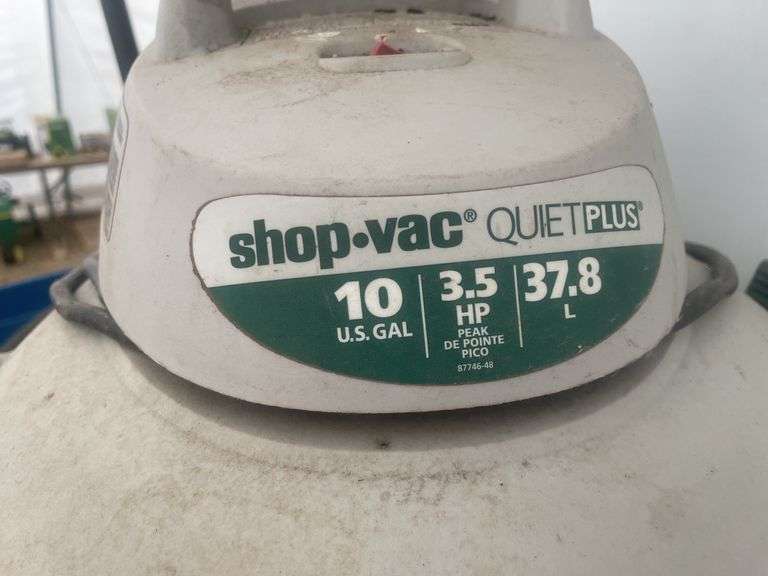 shop•vac® QUIETPLUS®
10
U.S. GAL
3.5
HP
PEAK
DE POINTE
PICO
87746-48
37.8
L